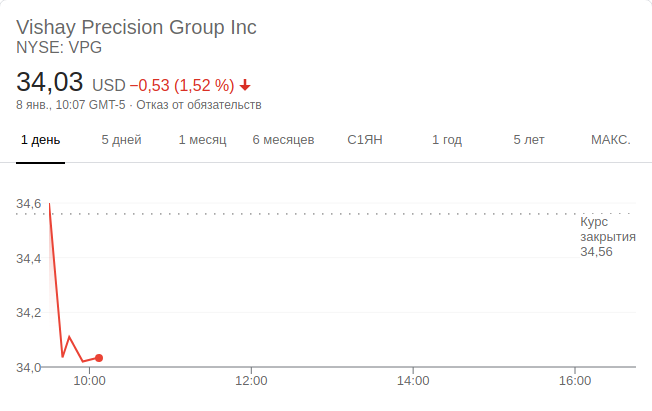 Vishay Precision Group Inc
NYSE: VPG
34,03 USD −0,53 (1,52 %)
8 янв., 10:07 GMT-5 · Отказ от обязательств
1 день 5 дней 1 месяц 6 месяцев С1ЯН 1 год 5 лет МАКС.
34,6
Курс
закрытия
34,56
34,4
34,2
34,0
10:00 12:00 14:00 16:00